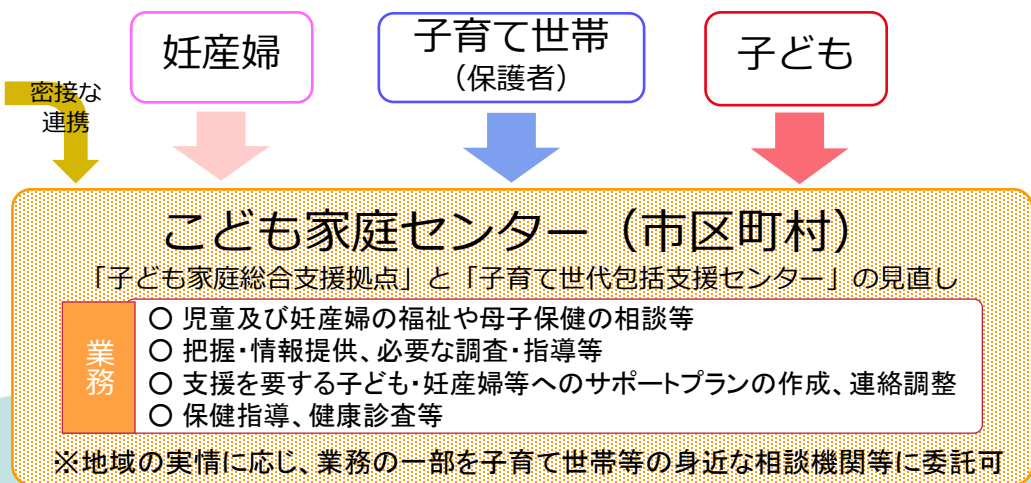 妊産婦
子育て世帯
（保護者）
子ども
密接な
連携
こども家庭センター（市区町村）
「子ども家庭総合支援拠点」と「子育て世代包括支援センター」の見直し
業務
○ 児童及び妊産婦の福祉や母子保健の相談等
○ 把握・情報提供、必要な調査・指導等
○ 支援を要する子ども・妊産婦等へのサポートプランの作成、連絡調整
○ 保健指導、健康診査等
※地域の実情に応じ、業務の一部を子育て世帯等の身近な相談機関等に委託可